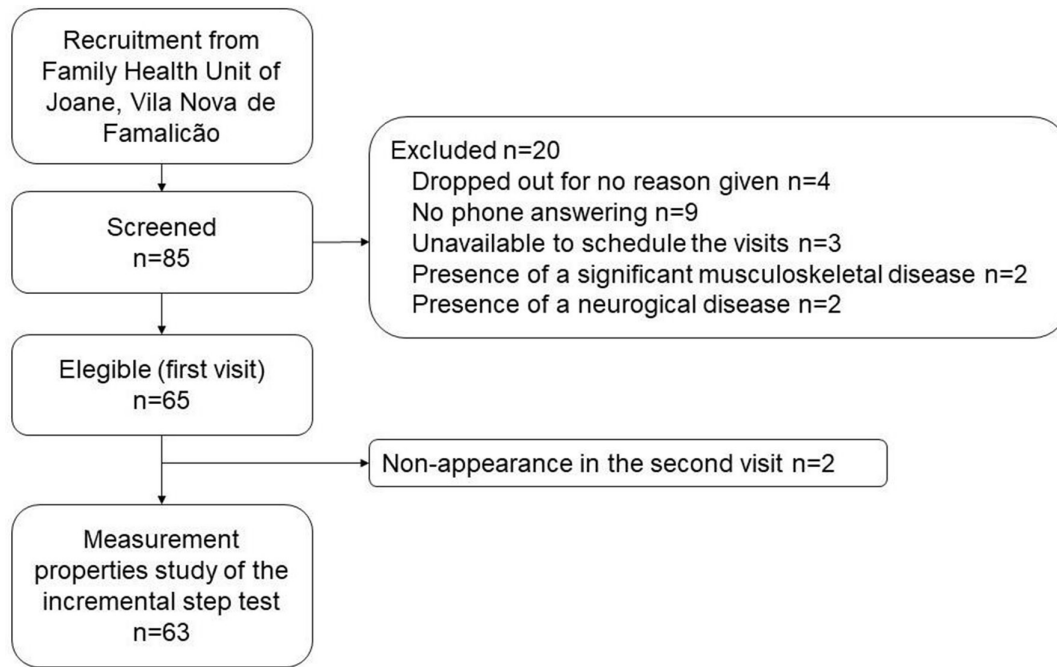 Recruitment from
Family Health Unit of
Joane, Vila Nova de
Famalicão
Screened
n=85
Excluded n=20
Dropped out for no reason given n=4
No phone answering n=9
Unavailable to schedule the visits n=3
Presence of a significant musculoskeletal disease n=2
Presence of a neurogical disease n=2
Elegible (first visit)
n=65
Non-appearance in the second visit n=2
Measurement
properties study of the
incremental step test
n=63